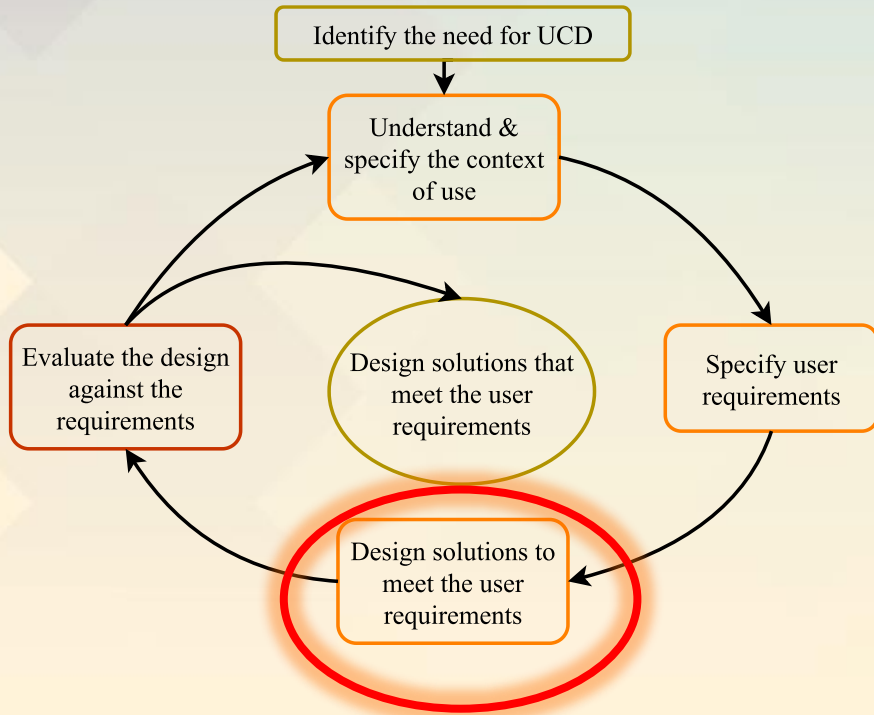 Identify the need for UCD
Understand &
specify the context
of use
Evaluate the design
against the
requirements
Design solutions that
meet the user
requirements
Specify user
requirements
Design solutions to
meet the user
requirements